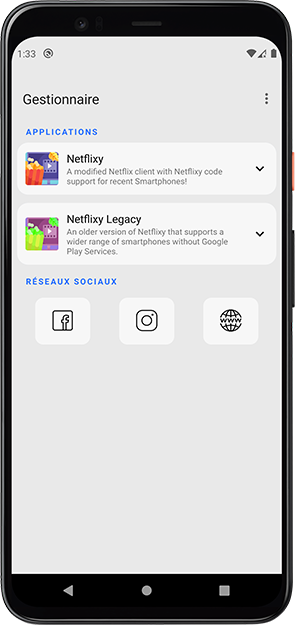 1:33
Gestionnaire
APPLICATIONS
Netflixy
A modified Netflix client with Netflixy code
support for recent Smartphones!
Netflixy Legacy
An older version of Netflixy that supports a
wider range of smartphones without Google
Play Services.
RÉSEAUX SOCIAUX
WWW